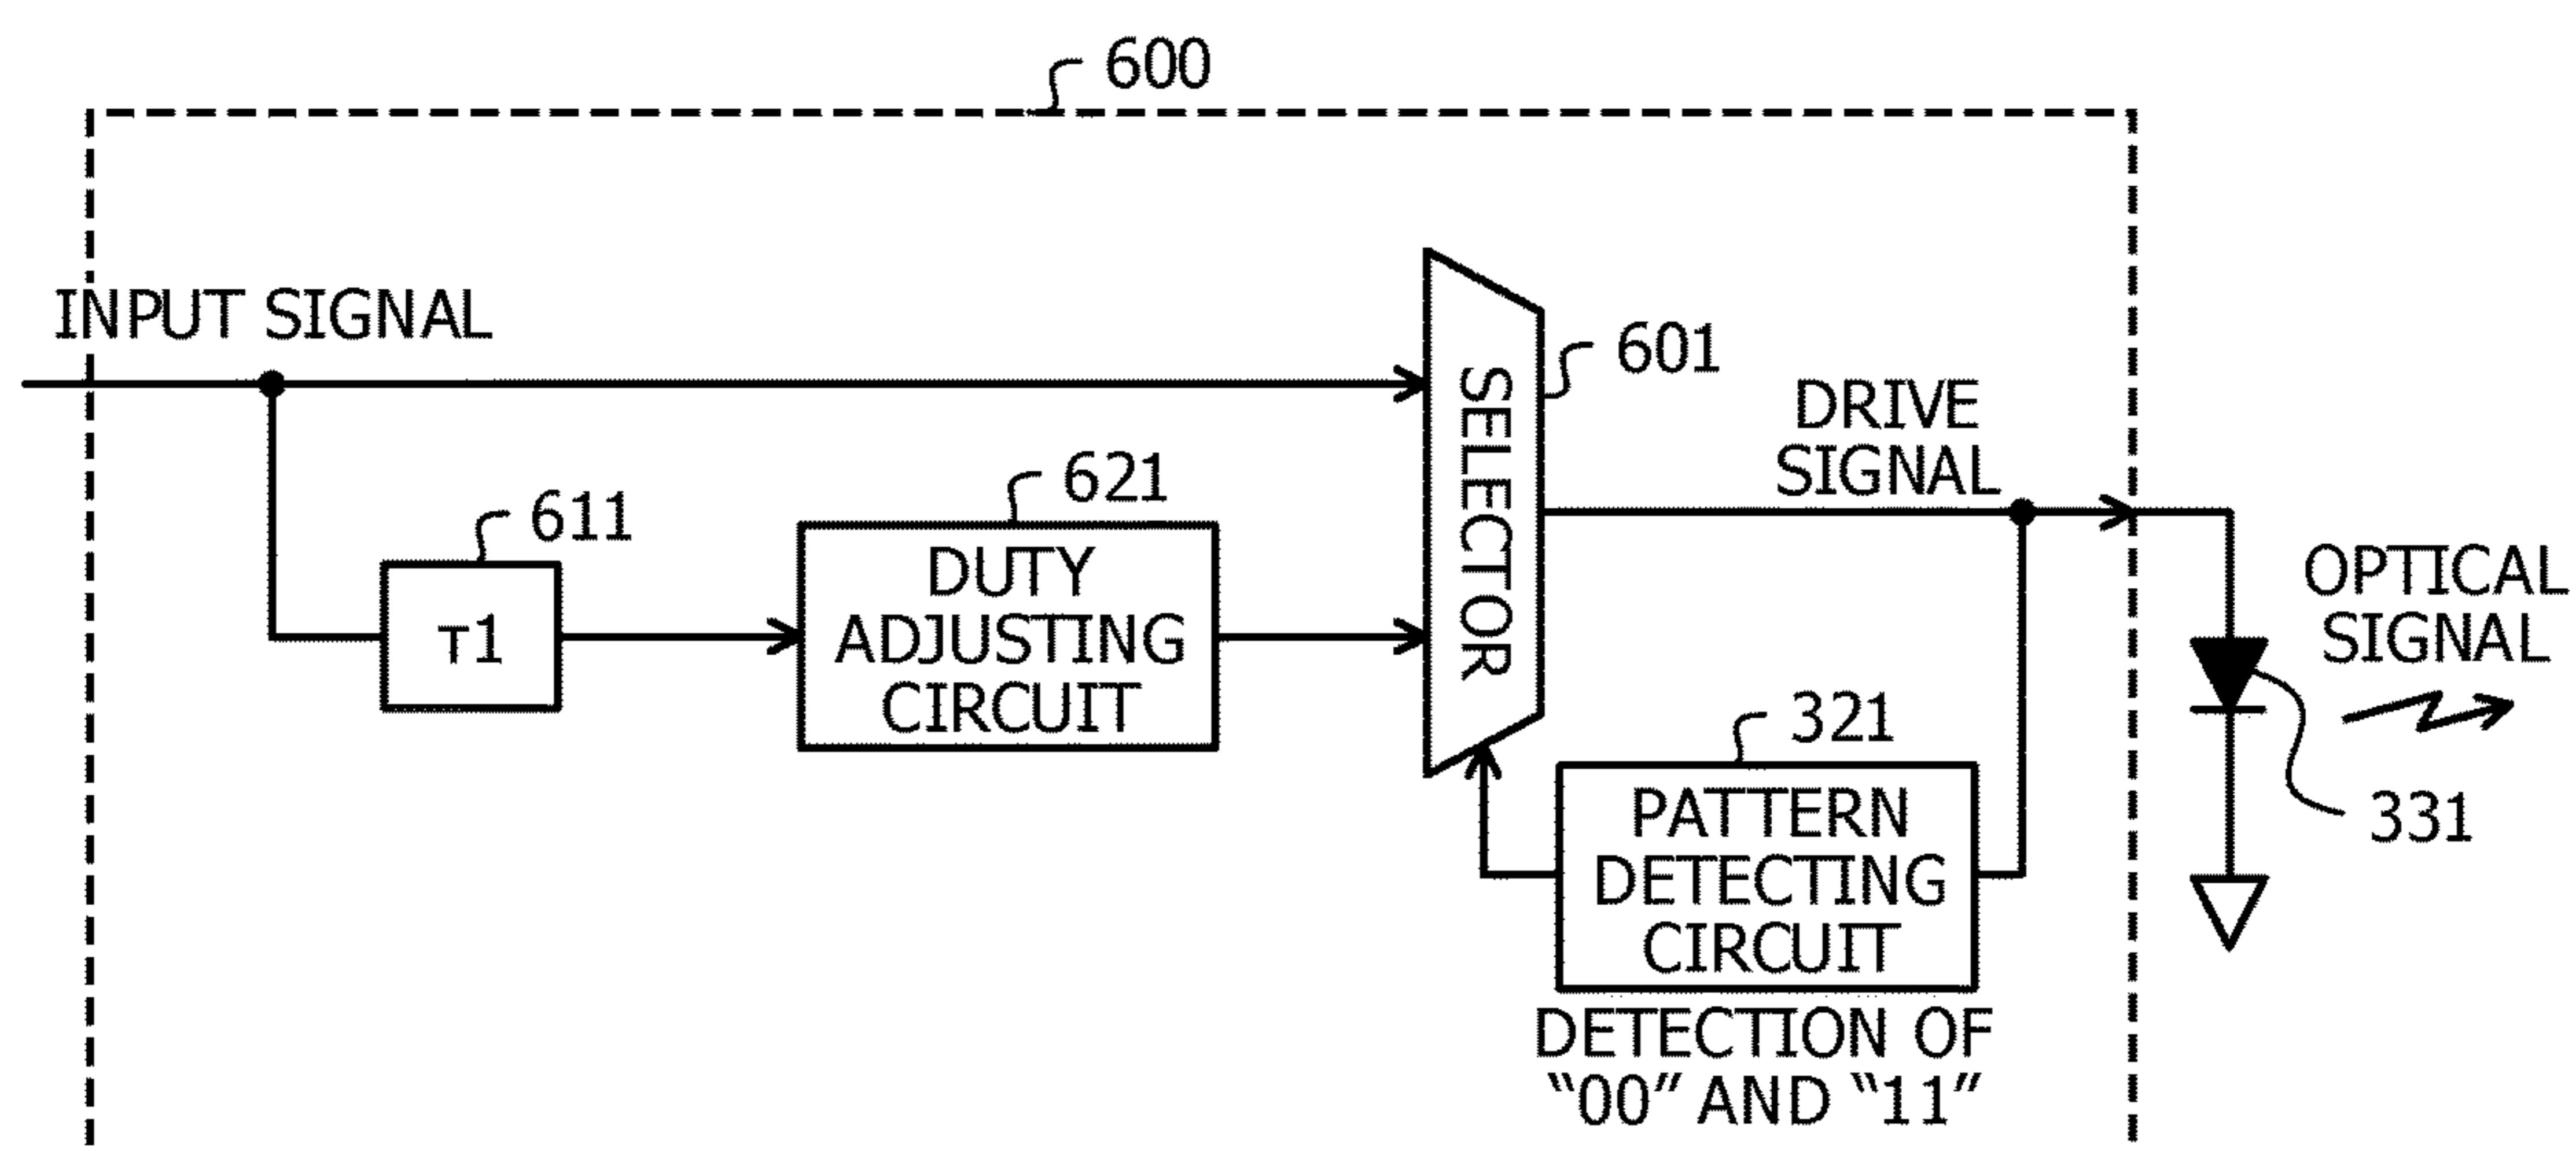 600
INPUT SIGNAL
601
SELECTOR
DRIVE
SIGNAL
611
τ1
621
DUTY
ADJUSTING
CIRCUIT
OPTICAL
SIGNAL
331
321
PATTERN
DETECTING
CIRCUIT
DETECTION OF
“00” AND “11”